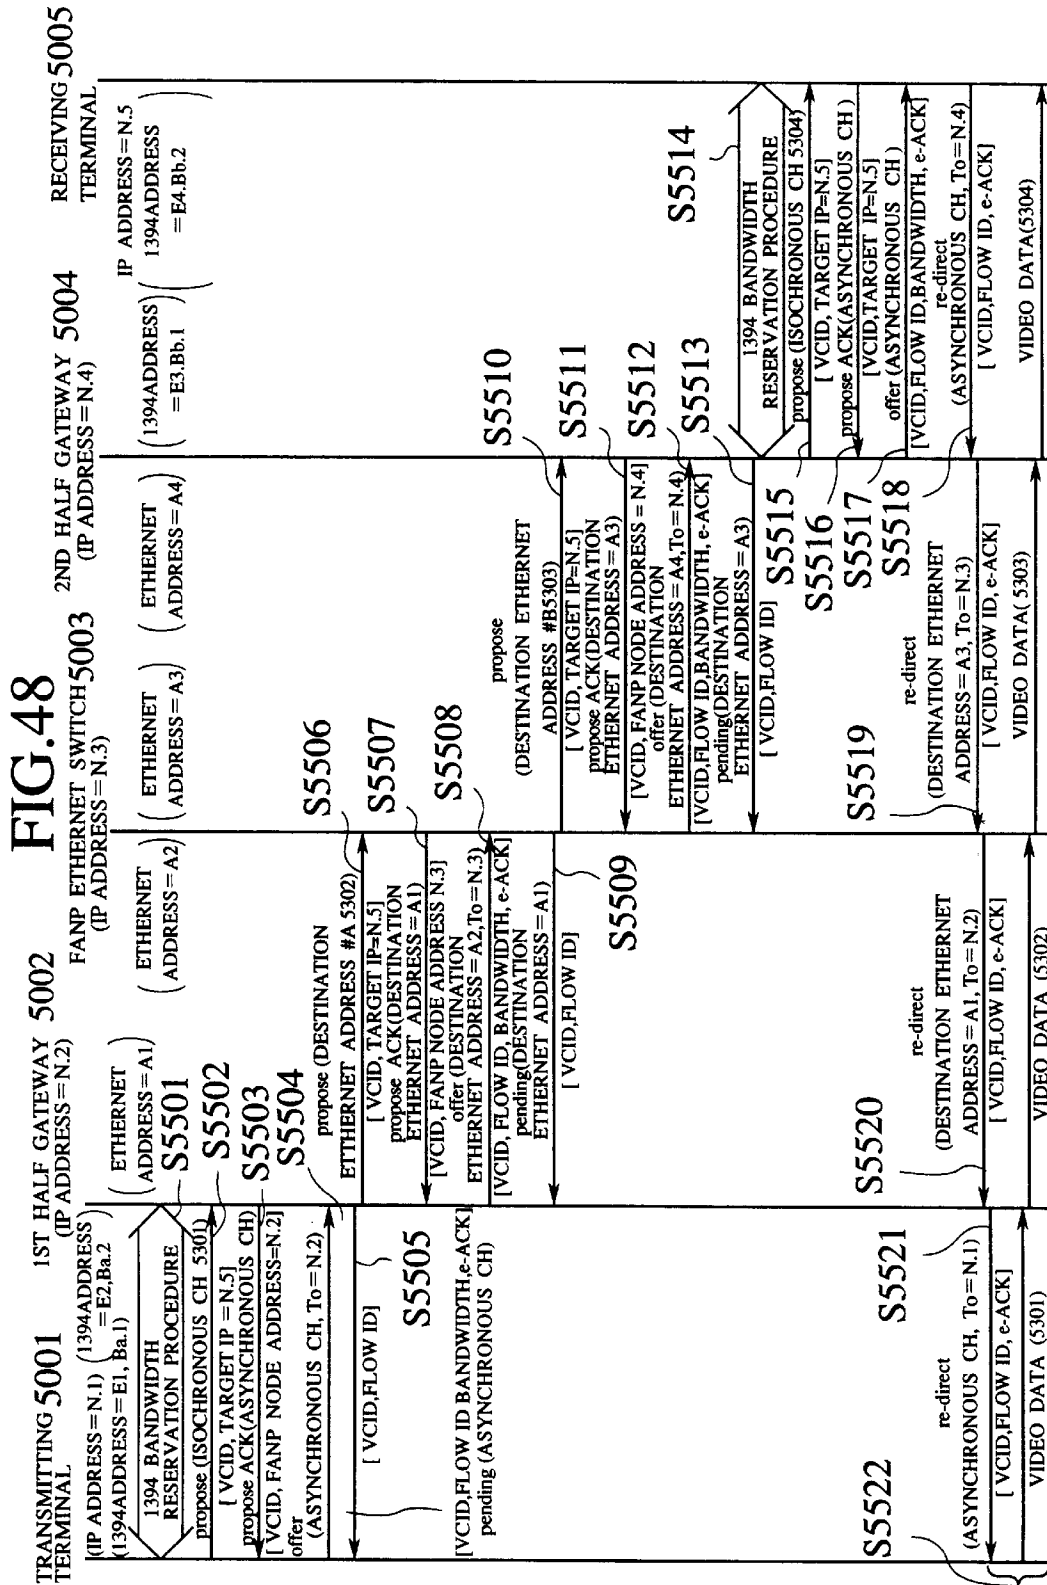 FIG.48
TRANSMITTING 5001
TERMINAL
(IP ADDRESS=N.1)
(1394ADDRESS=E1, Ba.1)
1ST HALF GATEWAY 5002
(IP ADDRESS=N.2)
(1394ADDRESS
=E2,Ba.2)
(ETHERNET
ADDRESS=A1)
FANP ETHERNET SWTCH 5003
(IP ADDRESS=N.3)
(ETHERNET
ADDRESS=A2)
(ETHERNET
ADDRESS=A3)
2ND HALF GATEWAY 5004
(IP ADDRESS=N.4)
(ETHERNET
ADDRESS=A4)
(1394ADDRESS
=E3.Bb.1)
RECEIVING 5005
TERMINAL
(IP ADDRESS=N.5
1394ADDRESS
=E4.Bb.2)
1394 BANDWIDTH
RESERVATION PROCEDURE
S5501
propose (ISOCHRONOUS CH 5301)
S5502
[ VCID, TARGET IP =N.5]
propose ACK(ASYNCHRONOUS CH)
S5503
[ VCID, FANP NODE ADDRESS=N.2]
offer
(ASYNCHRONOUS CH, To=N.2)
S5504
[ VCID,FLOW ID]
S5505
[VCID,FLOW ID BANDWIDTH,e-ACK]
pending (ASYNCHRONOUS CH)
propose (DESTINATION
ETTHERNET ADDRESS #A 5302)
S5506
[ VCID, TARGET IP=N.5]
propose ACK(DESTINATION
ETHERNET ADDRESS=A1)
S5507
[VCID, FANP NODE ADDRESS N.3]
offer (DESTINATION
ETHERNET ADDRESS=A2,To=N.3)
S5508
[VCID, FLOW ID, BANDWIDTH, e-ACK]
pending(DESTINATION
ETHERNET ADDRESS=A1)
S5509
[ VCID,FLOW ID]
propose
(DESTINATION ETHERNET
ADDRESS #B5303)
S5510
[ VCID, TARGET IP=N.5]
propose ACK(DESTINATION
ETHERNET ADDRESS=A3)
S5511
[VCID, FANP NODE ADDRESS =N.4]
offer (DESTINATION
ETHERNET ADDRESS=A4,To=N.4)
S5512
[VCID,FLOW ID,BANDWIDTH, e-ACK]
pending(DESTINATION
ETHERNET ADDRESS=A3)
S5513
[ VCID,FLOW ID]
S5514
1394 BANDWIDTH
RESERVATION PROCEDURE
propose (ISOCHRONOUS CH 5304)
S5515
[ VCID, TARGET IP=N.5]
propose ACK(ASYNCHRONOUS CH )
S5516
[VCID,TARGET IP=N.5]
offer (ASYNCHRONOUS CH )
S5517
[VCID,FLOW ID,BANDWIDTH, e-ACK]
re-direct
(ASYNCHRONOUS CH, To=N.4)
S5518
[ VCID,FLOW ID, e-ACK]
VIDEO DATA(5304)
S5519
re-direct
(DESTINATION ETHERNET
ADDRESS=A3, To=N.3)
[VCID,FLOW ID, e-ACK]
VIDEO DATA( 5303)
S5520
re-direct
(DESTINATION ETHERNET
ADDRESS=A1, To=N.2)
[ VCID,FLOW ID, e-ACK]
VIDEO DATA (5302)
S5521
re-direct
(ASYNCHRONOUS CH, To=N.1)
[ VCID,FLOW ID, e-ACK]
S5522
VIDEO DATA (5301)